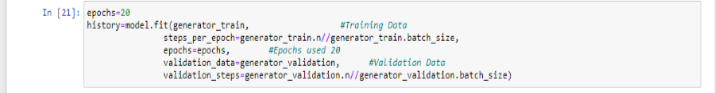 In [21]: epochs=20
history=model.fit(generator_train, #Training Data
steps_per_epoch=generator_train.n//generator_train.batch_size,
epochs=epochs, #Epochs used 20
validation_data=generator_validation, #Validation Data
validation_steps=generator_validation.n//generator_validation.batch_size)